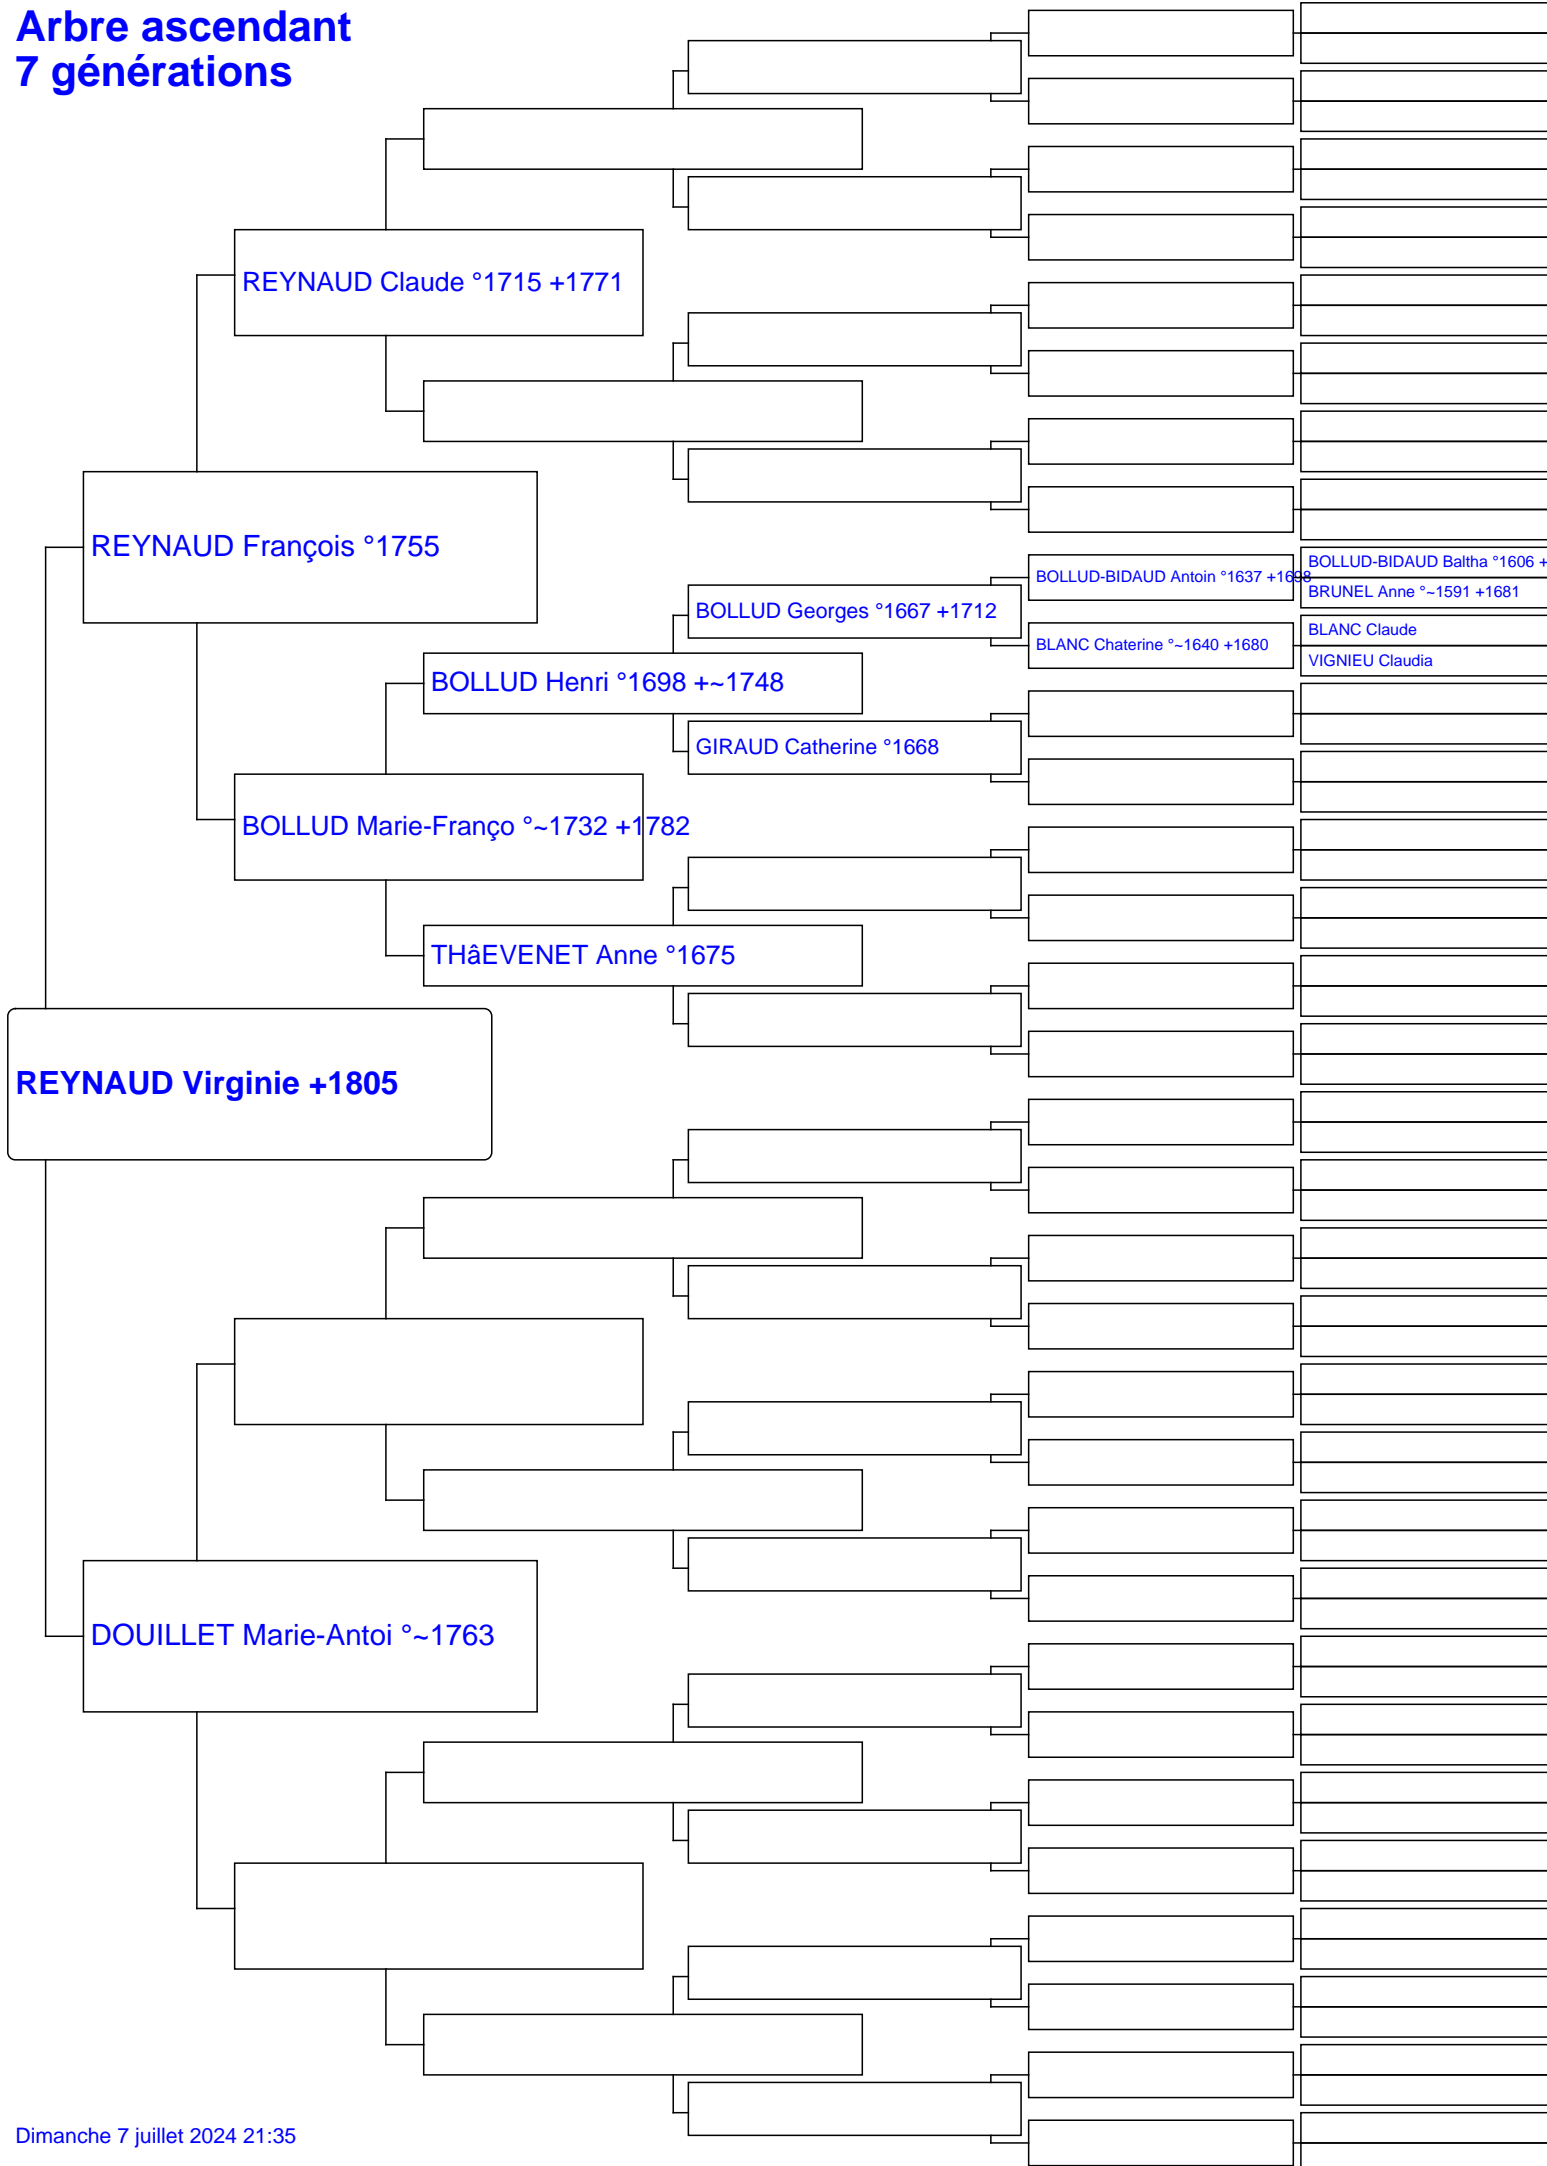 Arbre ascendant
7 générations
REYNAUD Claude °1715 +1771
REYNAUD François °1755
BOLLUD-BIDAUD Baltha °1606 +
BOLLUD-BIDAUD Antoin °1637 +1698
BRUNEL Anne °~1591 +1681
BOLLUD Georges °1667 +1712
BLANC Claude
BLANC Chaterine °~1640 +1680
VIGNIEU Claudia
BOLLUD Henri °1698 +~1748
GIRAUD Catherine °1668
BOLLUD Marie-Franço °~1732 +1782
THâEVENET Anne °1675
REYNAUD Virginie +1805
DOUILLET Marie-Antoi °~1763
Dimanche 7 juillet 2024 21:35